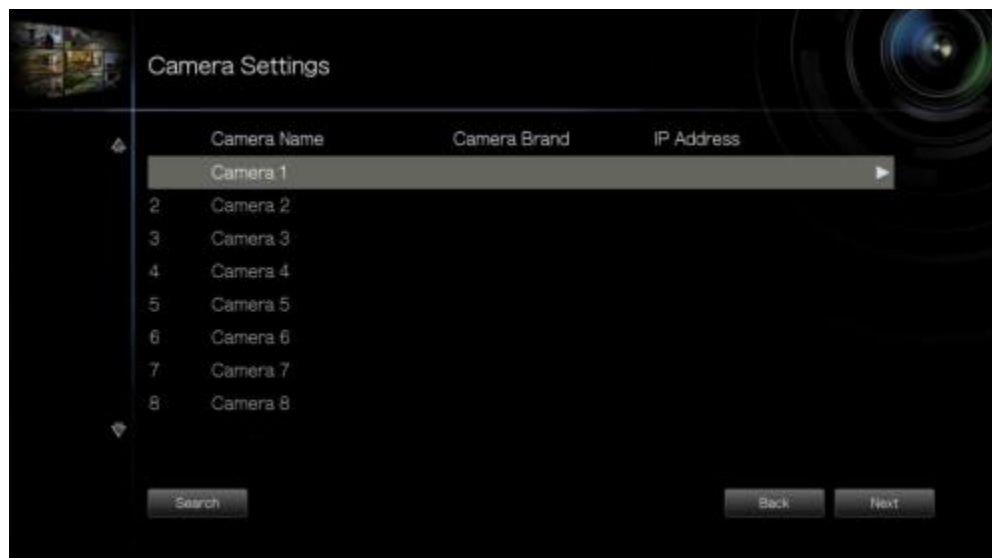 Camera Settings
Camera Name Camera Brand IP Address
Camera 1
2 Camera 2
3 Camera 3
4 Camera 4
5 Camera 5
6 Camera 6
7 Camera 7
8 Camera 8
Search Back Next